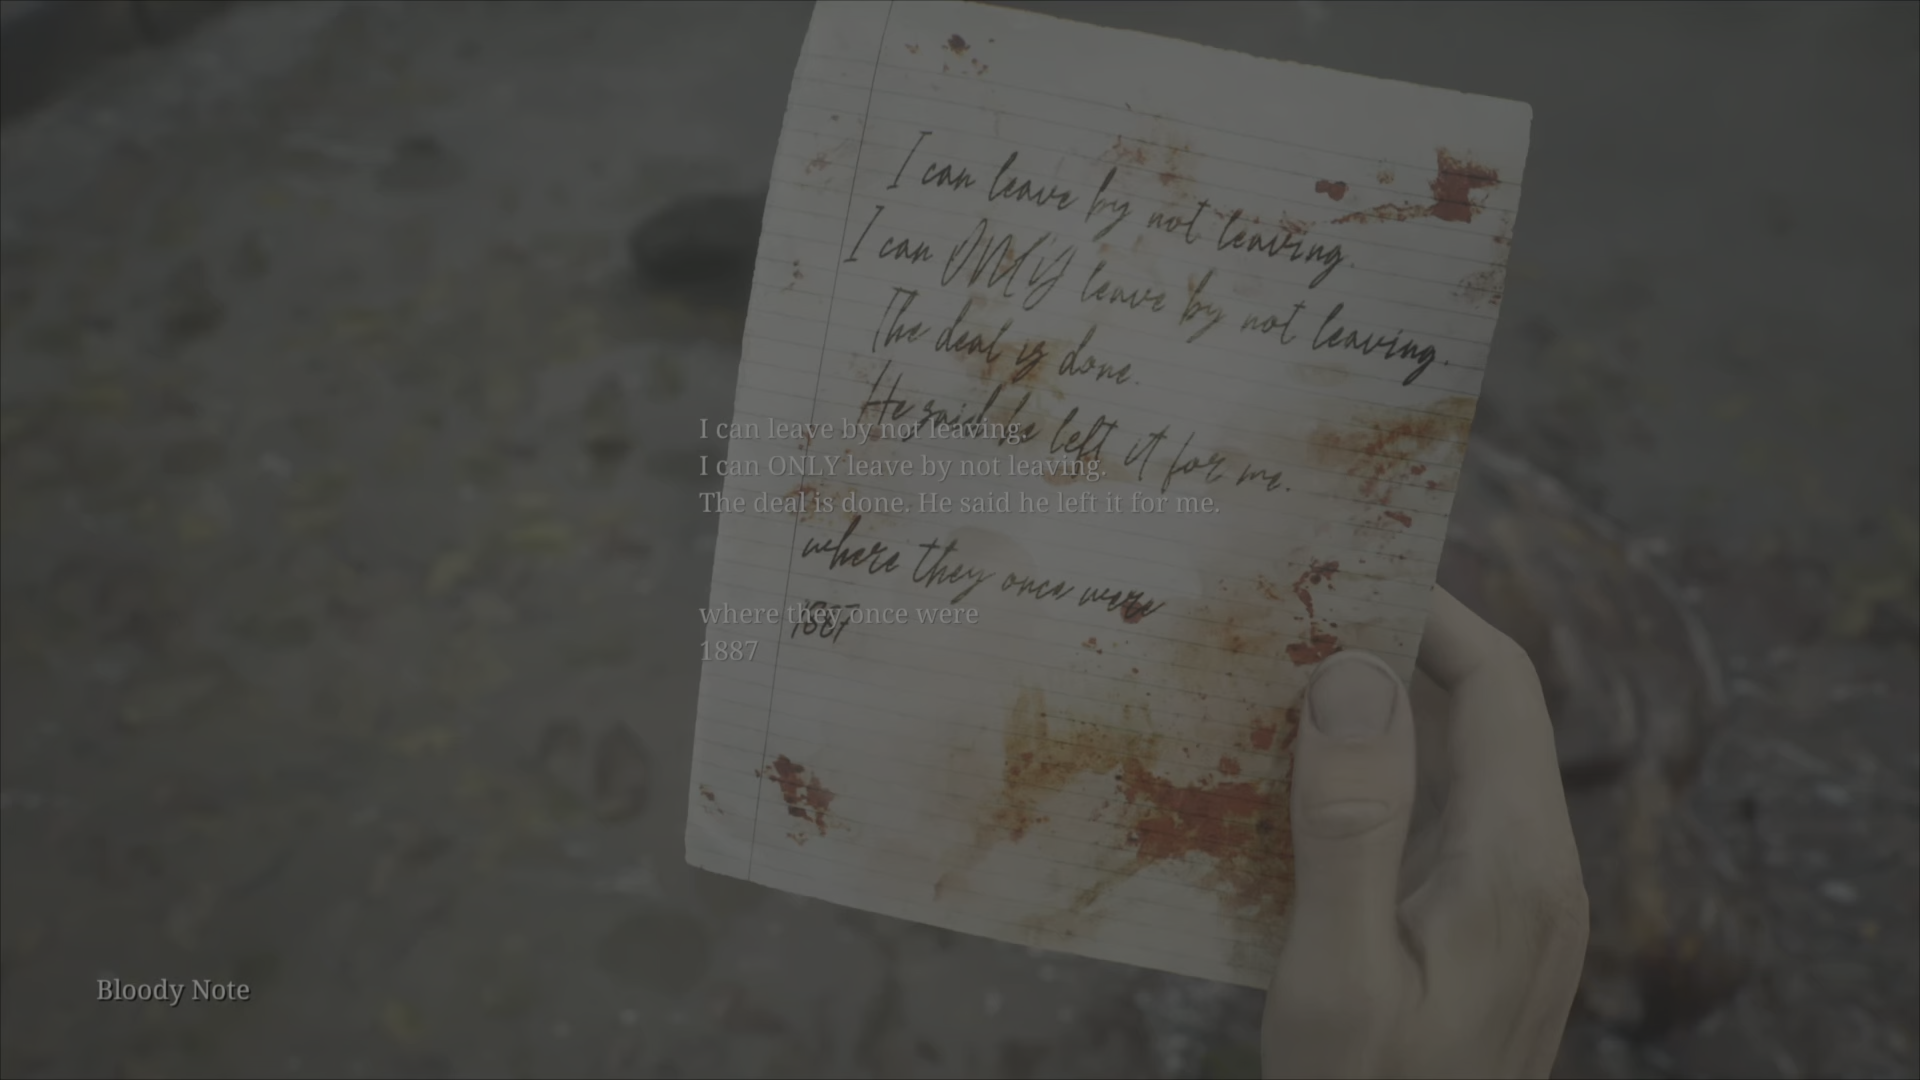 I can leave by not leaving.
I can ONLY leave by not leaving.
The deal is done.
He said he left it for me.
where they once were
1887
I can leave by not leaving.
I can ONLY leave by not leaving.
The deal is done. He said he left it for me.
where they once were
1887
Bloody Note